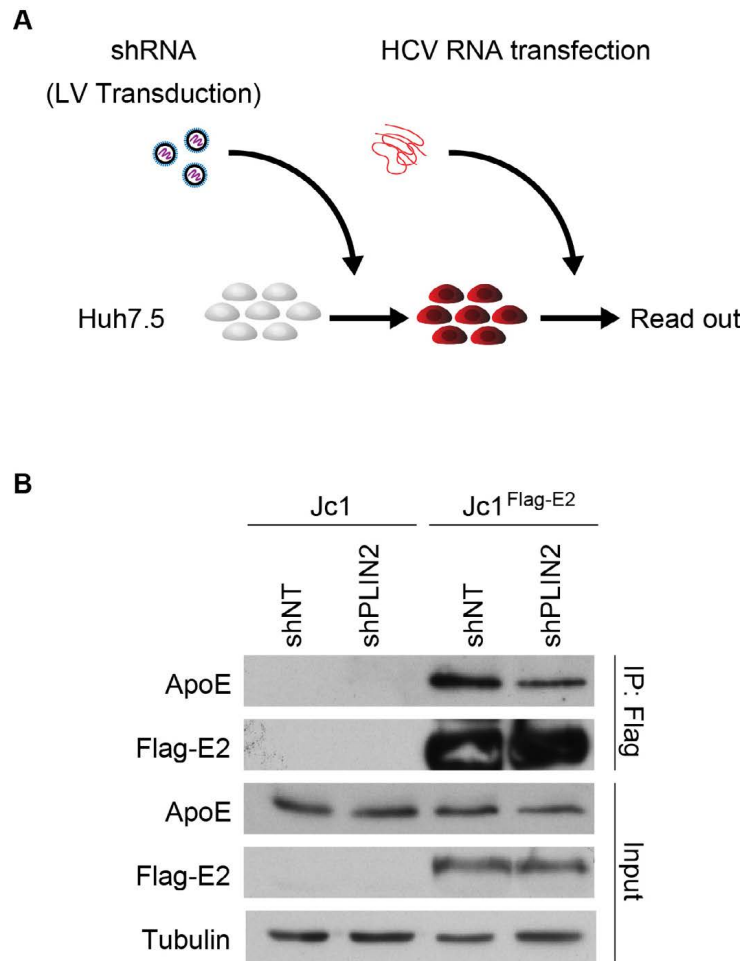 A
shRNA
(LV Transduction)
HCV RNA transfection
Huh7.5
Read out
B
Jc1
Jc1Flag-E2
shNT
shPLIN2
shNT
shPLIN2
ApoE
Flag-E2
IP: Flag
ApoE
Flag-E2
Tubulin
Input